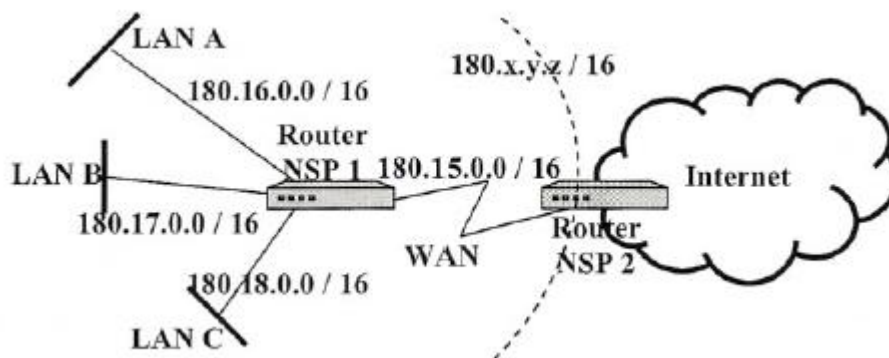 LAN A
180.16.0.0 / 16
180.x.y.z / 16
Router
NSP 1
180.15.0.0 / 16
Internet
LAN B
180.17.0.0 / 16
WAN
Router
NSP 2
180.18.0.0 / 16
LAN C